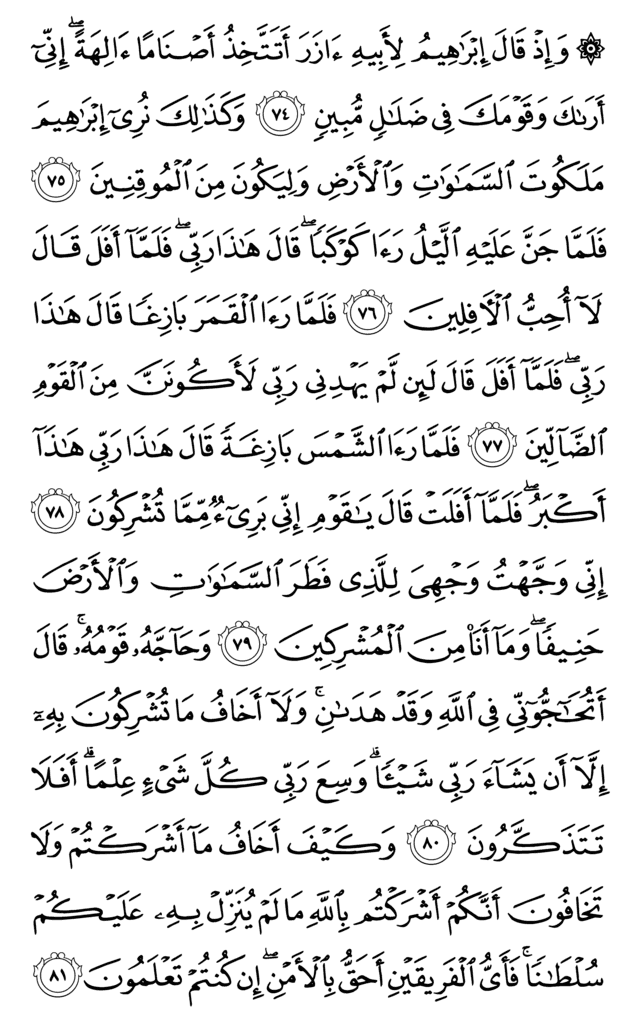 ۞ وَإِذْ قَالَ إِبْرَٰهِيمُ لِأَبِيهِ ءَازَرَ أَتَتَّخِذُ أَصْنَامًا ءَالِهَةً ۖ إِنِّىٓ
أَرَىٰكَ وَقَوْمَكَ فِى ضَلَـٰلٍ مُّبِينٍ ٧٤ وَكَذَٰلِكَ نُرِىٓ إِبْرَٰهِيمَ
مَلَكُوتَ ٱلسَّمَـٰوَٰتِ وَٱلْأَرْضِ وَلِيَكُونَ مِنَ ٱلْمُوقِنِينَ ٧٥
فَلَمَّا جَنَّ عَلَيْهِ ٱلَّيْلُ رَءَا كَوْكَبًا ۖ قَالَ هَـٰذَا رَبِّى ۖ فَلَمَّآ أَفَلَ قَالَ
لَآ أُحِبُّ ٱلْـَٔافِلِينَ ٧٦ فَلَمَّا رَءَا ٱلْقَمَرَ بَازِغًا قَالَ هَـٰذَا
رَبِّى ۖ فَلَمَّآ أَفَلَ قَالَ لَئِن لَّمْ يَهْدِنِى رَبِّى لَأَكُونَنَّ مِنَ ٱلْقَوْمِ
ٱلضَّآلِّينَ ٧٧ فَلَمَّا رَءَا ٱلشَّمْسَ بَازِغَةً قَالَ هَـٰذَا رَبِّى هَـٰذَآ
أَكْبَرُ ۖ فَلَمَّآ أَفَلَتْ قَالَ يَـٰقَوْمِ إِنِّى بَرِىٓءٌ مِّمَّا تُشْرِكُونَ ٧٨
إِنِّى وَجَّهْتُ وَجْهِىَ لِلَّذِى فَطَرَ ٱلسَّمَـٰوَٰتِ وَٱلْأَرْضَ
حَنِيفًا ۖ وَمَآ أَنَا۠ مِنَ ٱلْمُشْرِكِينَ ٧٩ وَحَآجَّهُۥ قَوْمُهُۥ ۚ قَالَ
أَتُحَـٰٓجُّوٓنِّى فِى ٱللَّهِ وَقَدْ هَدَىٰنِ ۚ وَلَآ أَخَافُ مَا تُشْرِكُونَ بِهِۦٓ
إِلَّآ أَن يَشَآءَ رَبِّى شَيْـًٔا ۗ وَسِعَ رَبِّى كُلَّ شَىْءٍ عِلْمًا ۗ أَفَلَا
تَتَذَكَّرُونَ ٨٠ وَكَيْفَ أَخَافُ مَآ أَشْرَكْتُمْ وَلَا
تَخَافُونَ أَنَّكُمْ أَشْرَكْتُم بِٱللَّهِ مَا لَمْ يُنَزِّلْ بِهِۦ عَلَيْكُمْ
سُلْطَـٰنًا ۚ فَأَىُّ ٱلْفَرِيقَيْنِ أَحَقُّ بِٱلْأَمْنِ ۖ إِن كُنتُمْ تَعْلَمُونَ ٨١